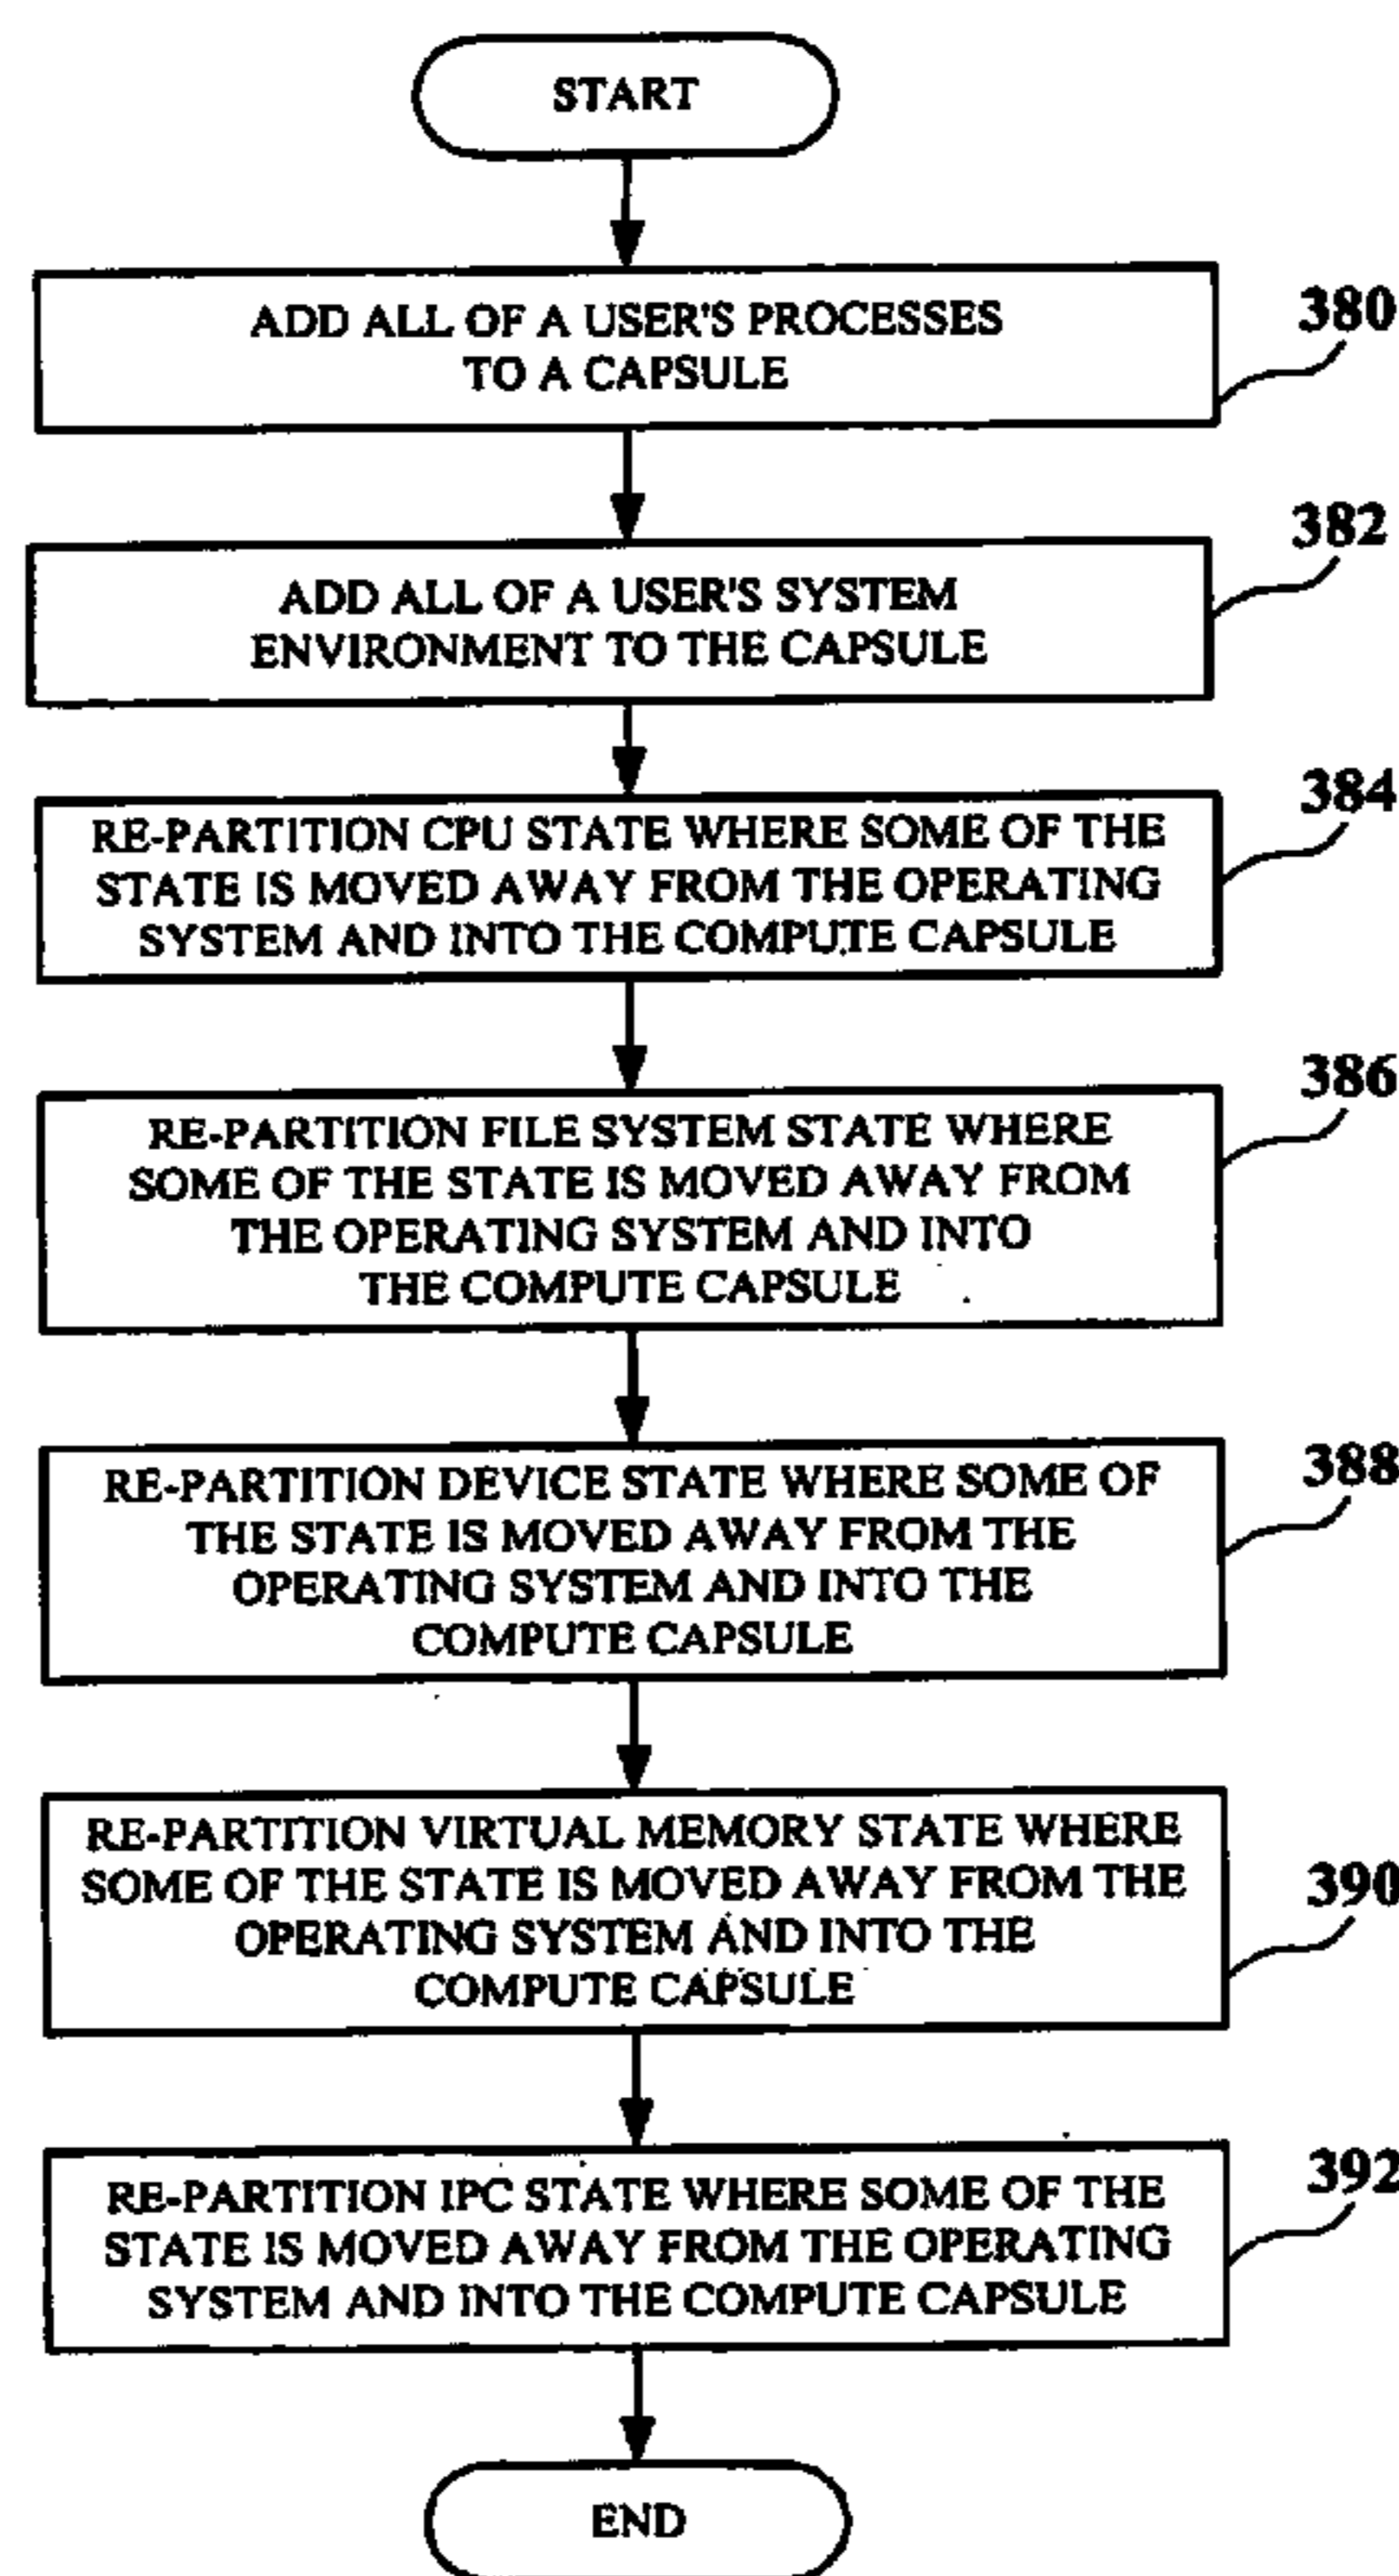 START
ADD ALL OF A USER'S PROCESSES
TO A CAPSULE
380
ADD ALL OF A USER'S SYSTEM
ENVIRONMENT TO THE CAPSULE
382
RE-PARTITION CPU STATE WHERE SOME OF THE
STATE IS MOVED AWAY FROM THE OPERATING
SYSTEM AND INTO THE COMPUTE CAPSULE
384
RE-PARTITION FILE SYSTEM STATE WHERE
SOME OF THE STATE IS MOVED AWAY FROM
THE OPERATING SYSTEM AND INTO
THE COMPUTE CAPSULE
386
RE-PARTITION DEVICE STATE WHERE SOME OF
THE STATE IS MOVED AWAY FROM THE
OPERATING SYSTEM AND INTO THE
COMPUTE CAPSULE
388
RE-PARTITION VIRTUAL MEMORY STATE WHERE
SOME OF THE STATE IS MOVED AWAY FROM THE
OPERATING SYSTEM AND INTO THE
COMPUTE CAPSULE
390
RE-PARTITION IPC STATE WHERE SOME OF THE
STATE IS MOVED AWAY FROM THE OPERATING
SYSTEM AND INTO THE COMPUTE CAPSULE
392
END